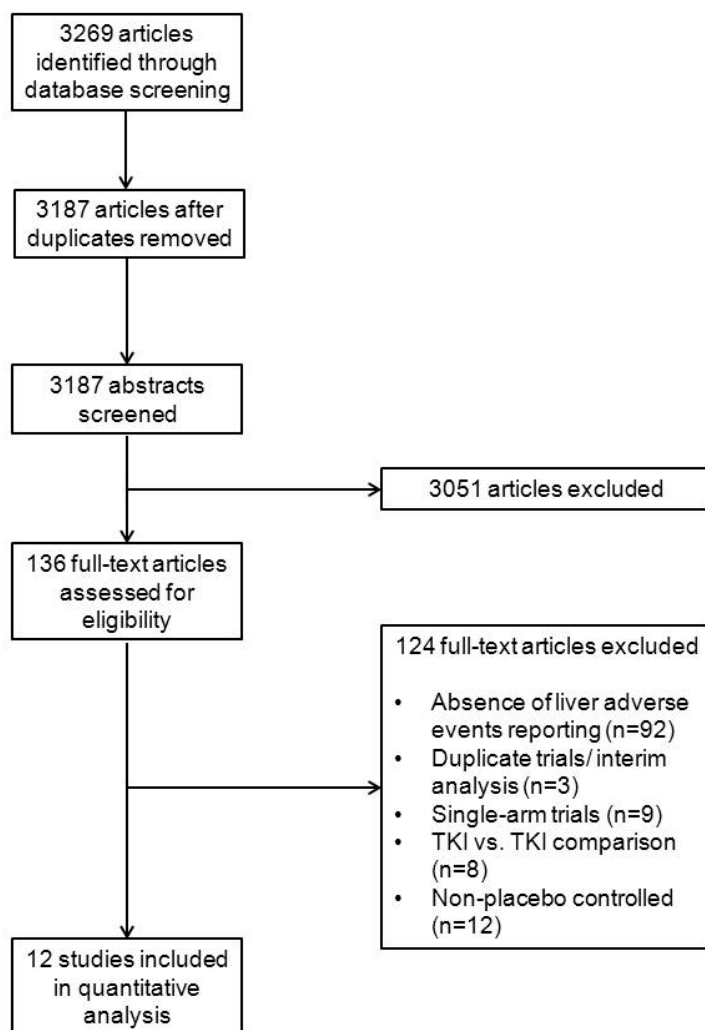 3269 articles
identified through
database screening
3187 articles after
duplicates removed
3187 abstracts
screened
3051 articles excluded
136 full-text articles
assessed for
eligibility
124 full-text articles excluded
• Absence of liver adverse
events reporting (n=92)
• Duplicate trials/ interim
analysis (n=3)
• Single-arm trials (n=9)
• TKI vs. TKI comparison
(n=8)
• Non-placebo controlled
(n=12)
12 studies included
in quantitative
analysis